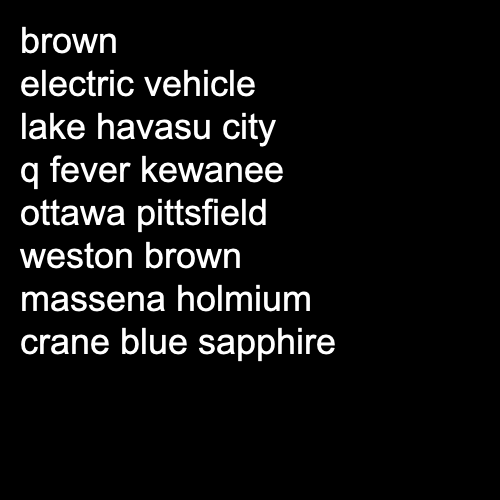 brown
electric vehicle
lake havasu city
q fever kewanee
ottawa pittsfield
weston brown
massena holmium
crane blue sapphire